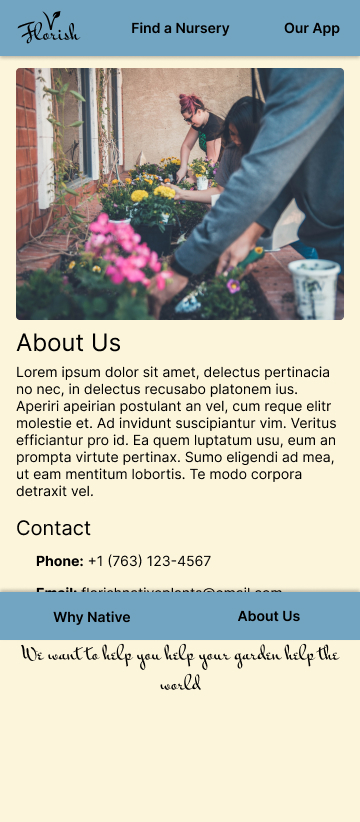 Florish
Find a Nursery
Our App
About Us
Lorem ipsum dolor sit amet, delectus pertinacia
no nec, in delectus recusabo platonem ius.
Aperiri apeirian postulant an vel, cum reque elitr
molestie et. Ad invidunt suscipiantur vim. Veritus
efficiantur pro id. Ea quem luptatum usu, eum an
prompta virtute pertinax. Sumo eligendi ad mea,
ut eam mentitum lobortis. Te modo corpora
detraxit vel.
Contact
Phone: +1 (763) 123-4567
Email: florishnativeplants@gmail.com
Why Native
About Us
We want to help you help your garden help the
world